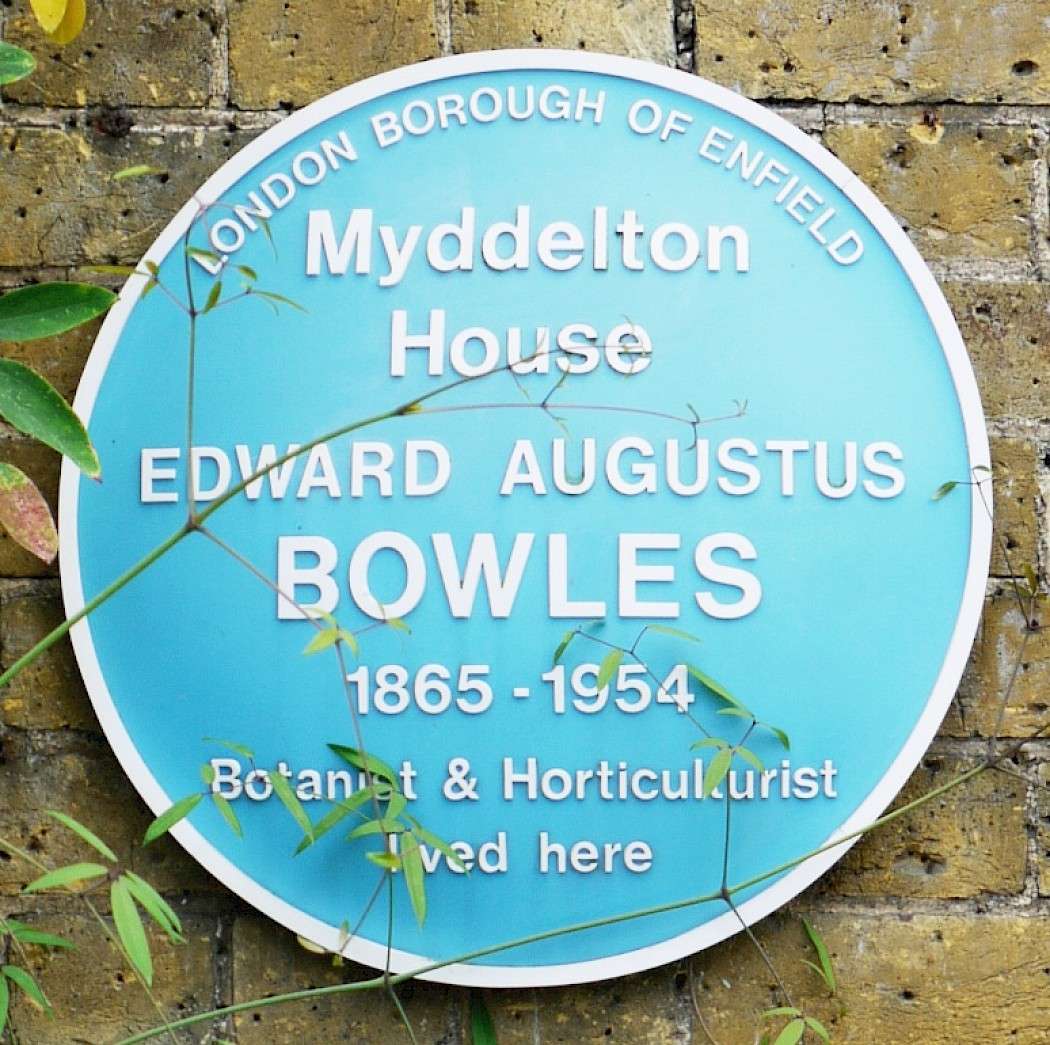 LONDON BOROUGH OF ENFIELD
Myddelton
House
EDWARD AUGUSTUS
BOWLES
1865 - 1954
Botanist & Horticulturist
lived here